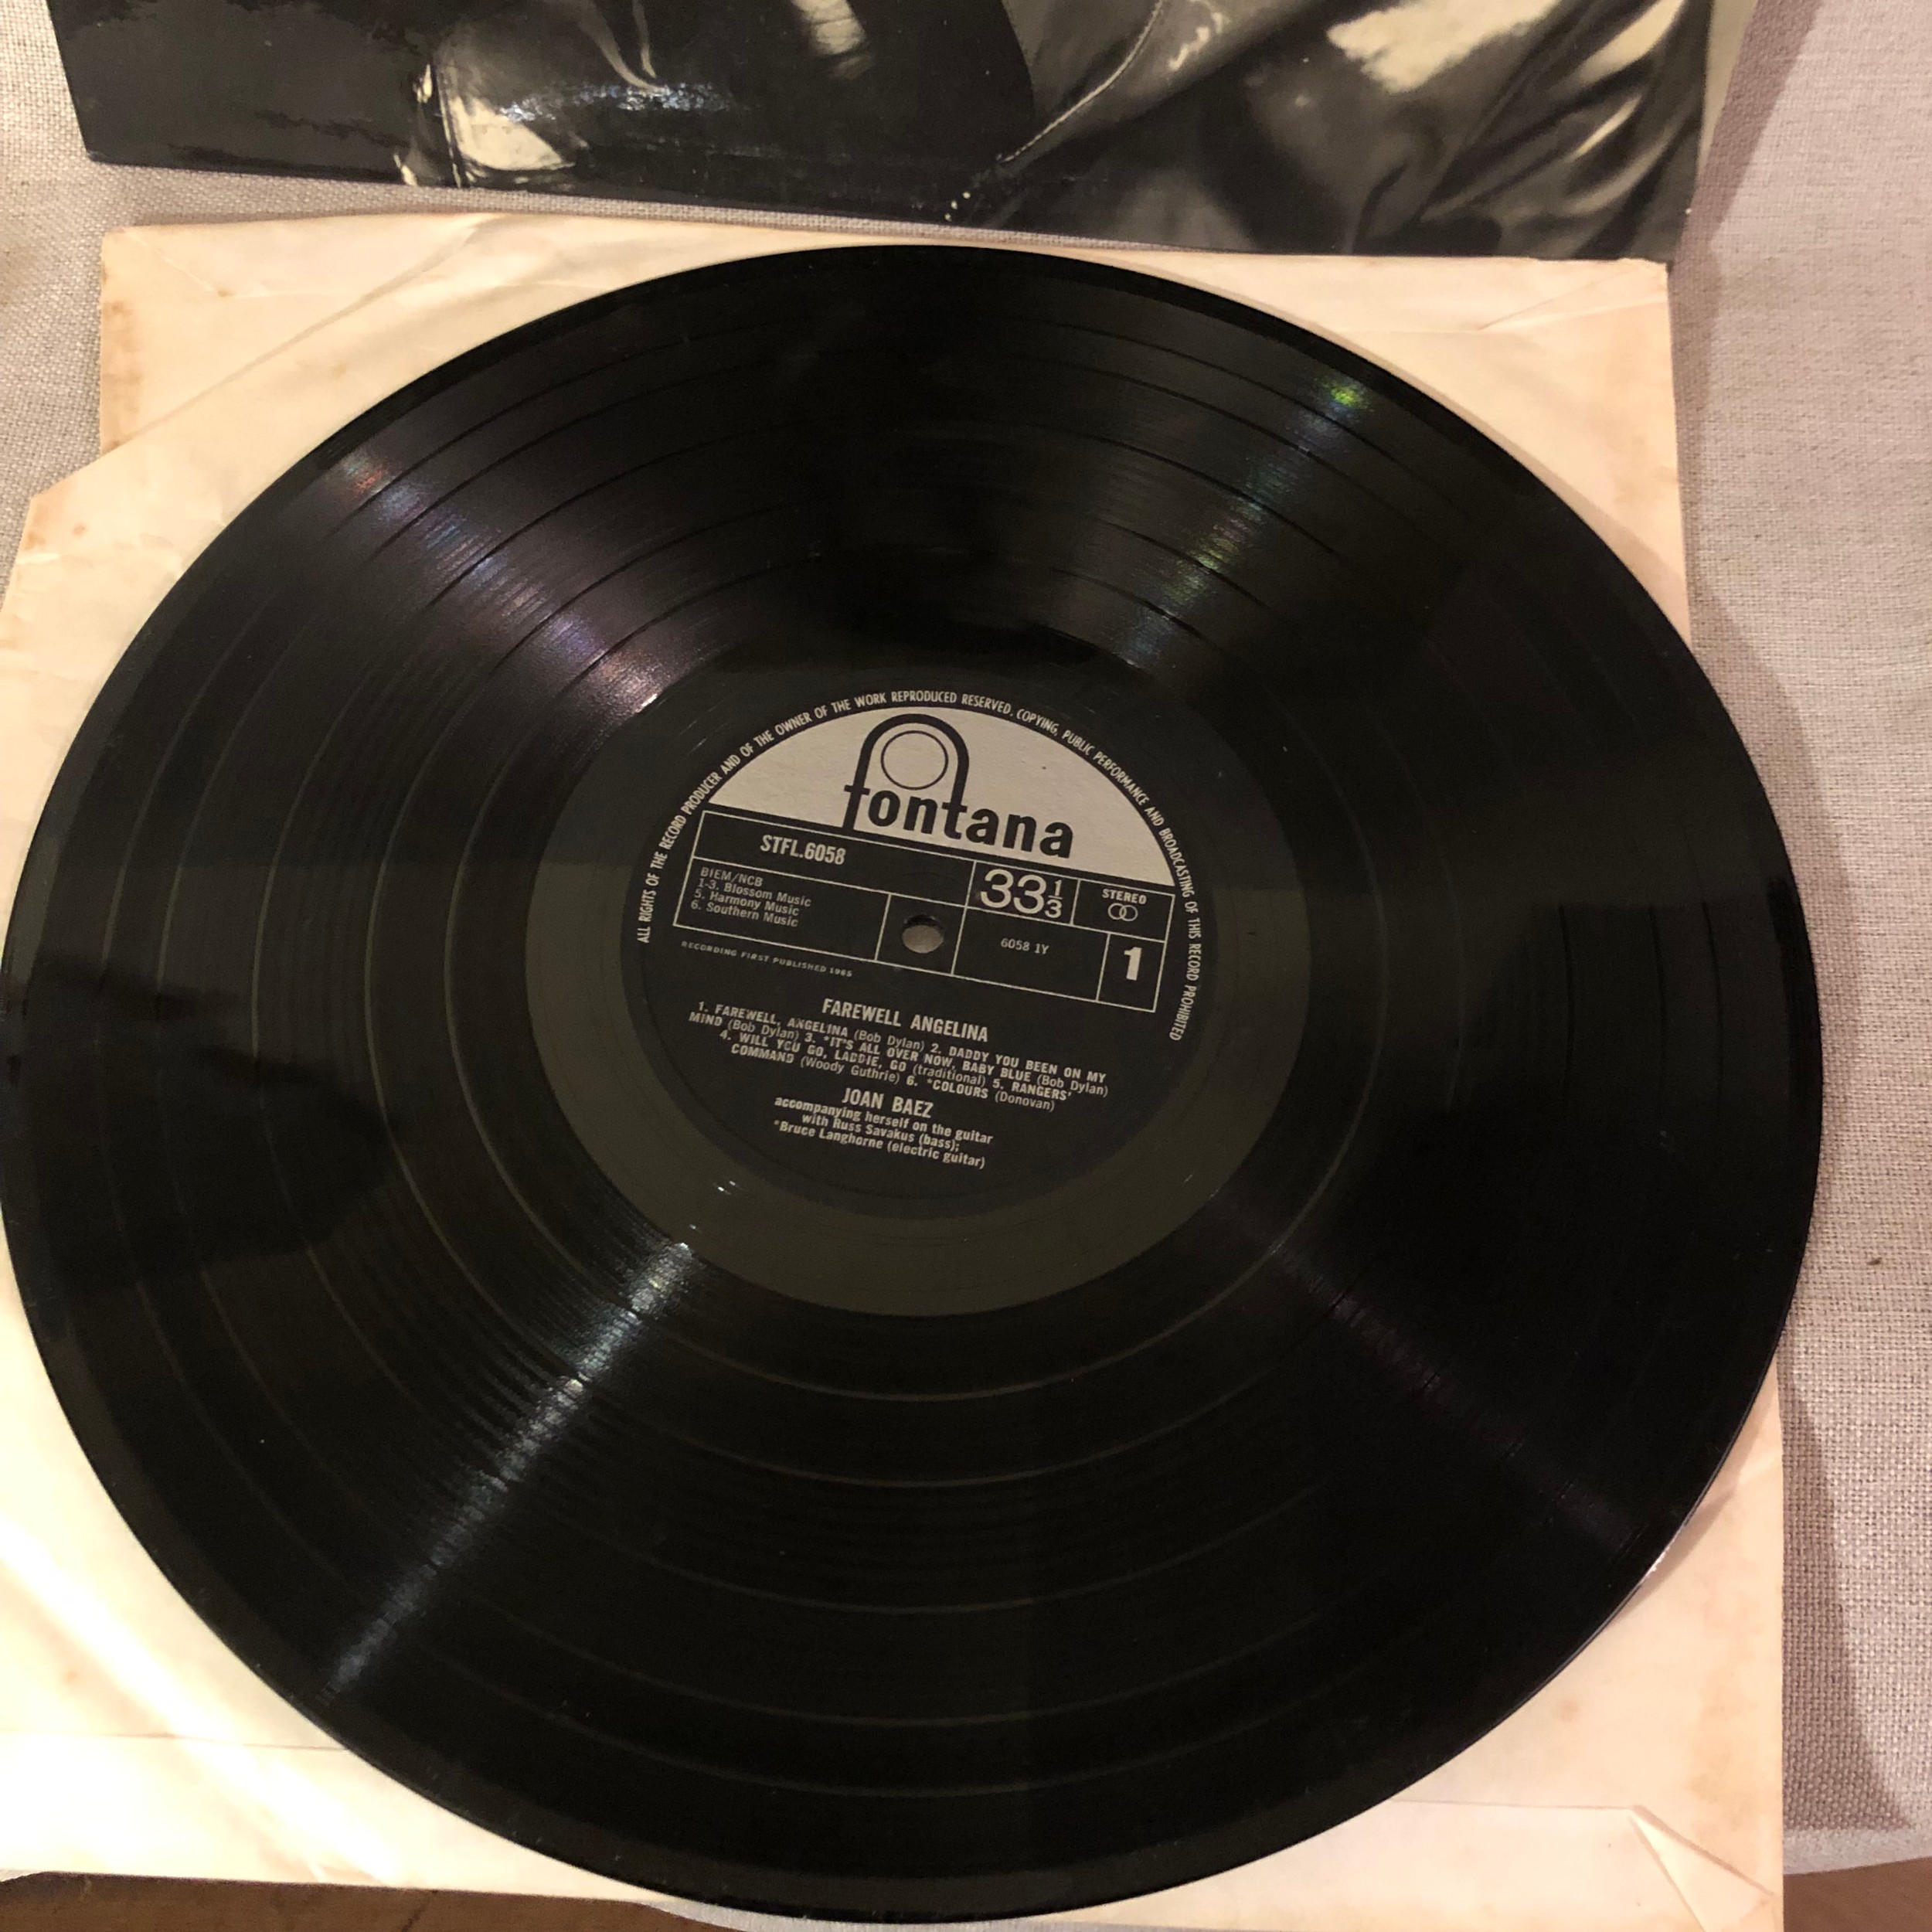 ALL RIGHTS OF THE RECORD PRODUCER AND OF THE OWNER OF THE WORK REPRODUCED RESERVED. COPYING, PUBLIC PERFORMANCE AND BROADCASTING OF THIS RECORD PROHIBITED
fontana
STFL.6058
BIEM/NCB
1-3. Blossom Music
5. Harmony Music
6. Southern Music
33 1/3
STEREO
6058 1Y
1
RECORDING FIRST PUBLISHED 1965
FAREWELL ANGELINA
1. FAREWELL, ANGELINA (Bob Dylan) 2. DADDY YOU BEEN ON MY
MIND (Bob Dylan) 3. *IT'S ALL OVER NOW, BABY BLUE (Bob Dylan)
4. WILL YOU GO, LADDIE, GO (traditional) 5. RANGERS'
COMMAND (Woody Guthrie) 6. *COLOURS (Donovan)
JOAN BAEZ
accompanying herself on the guitar
with Russ Savakus (bass);
*Bruce Langhorne (electric guitar)